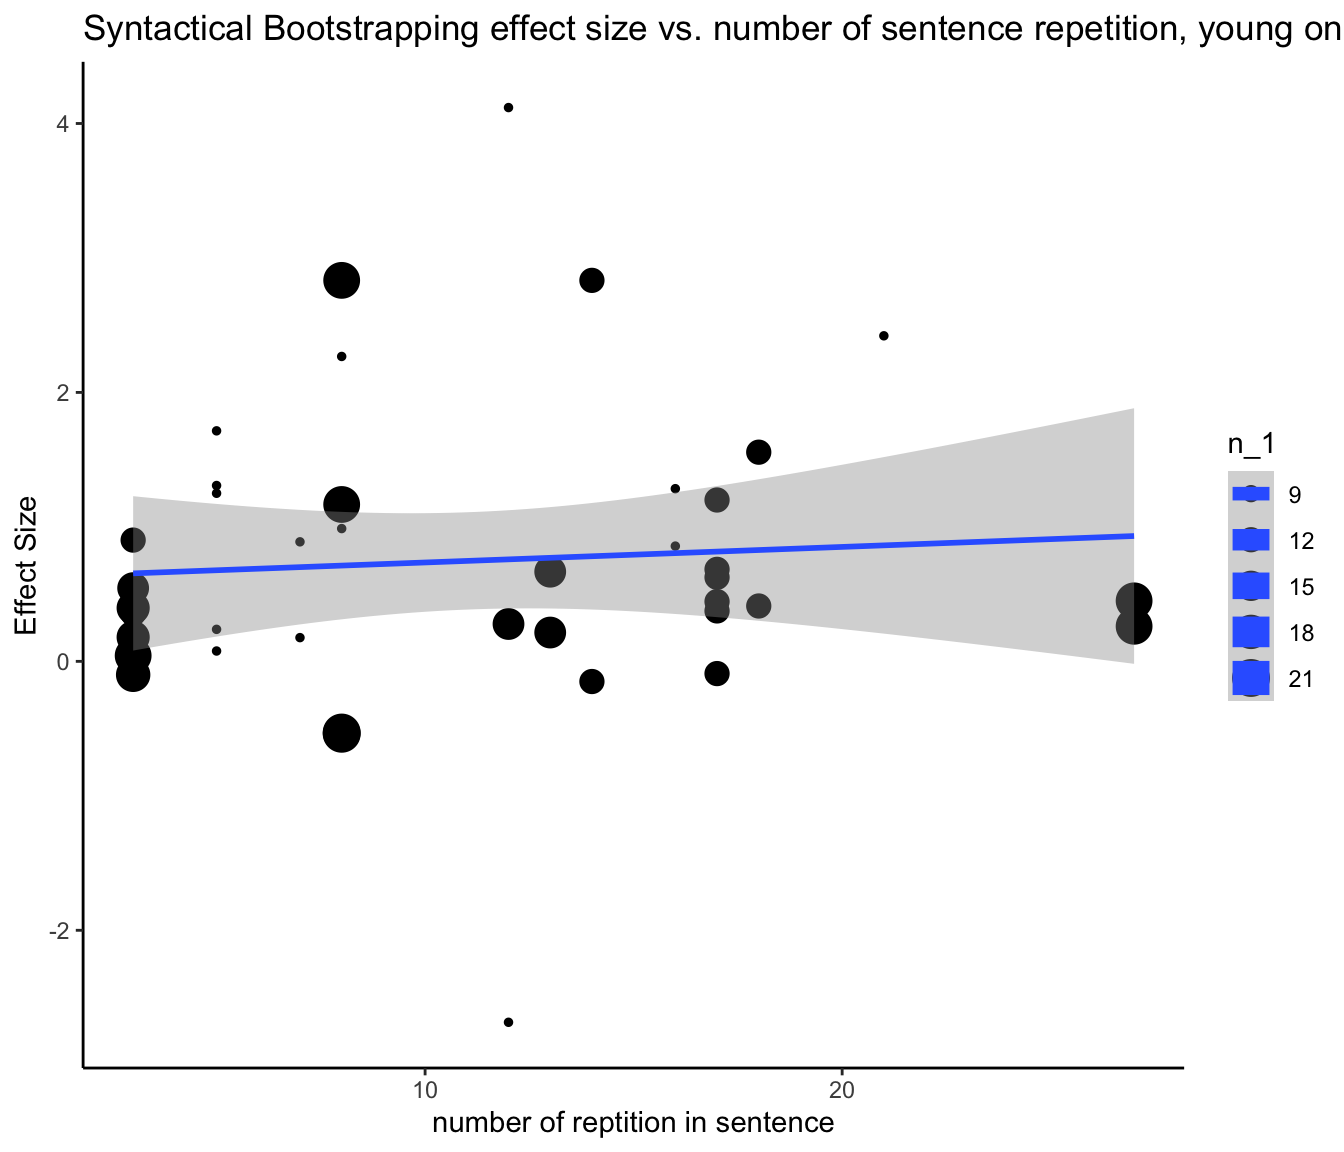 Syntactical Bootstrapping effect size vs. number of sentence repetition, young on
4
2
0
-2
Effect Size
10
20
number of reptition in sentence
n_1
9
12
15
18
21